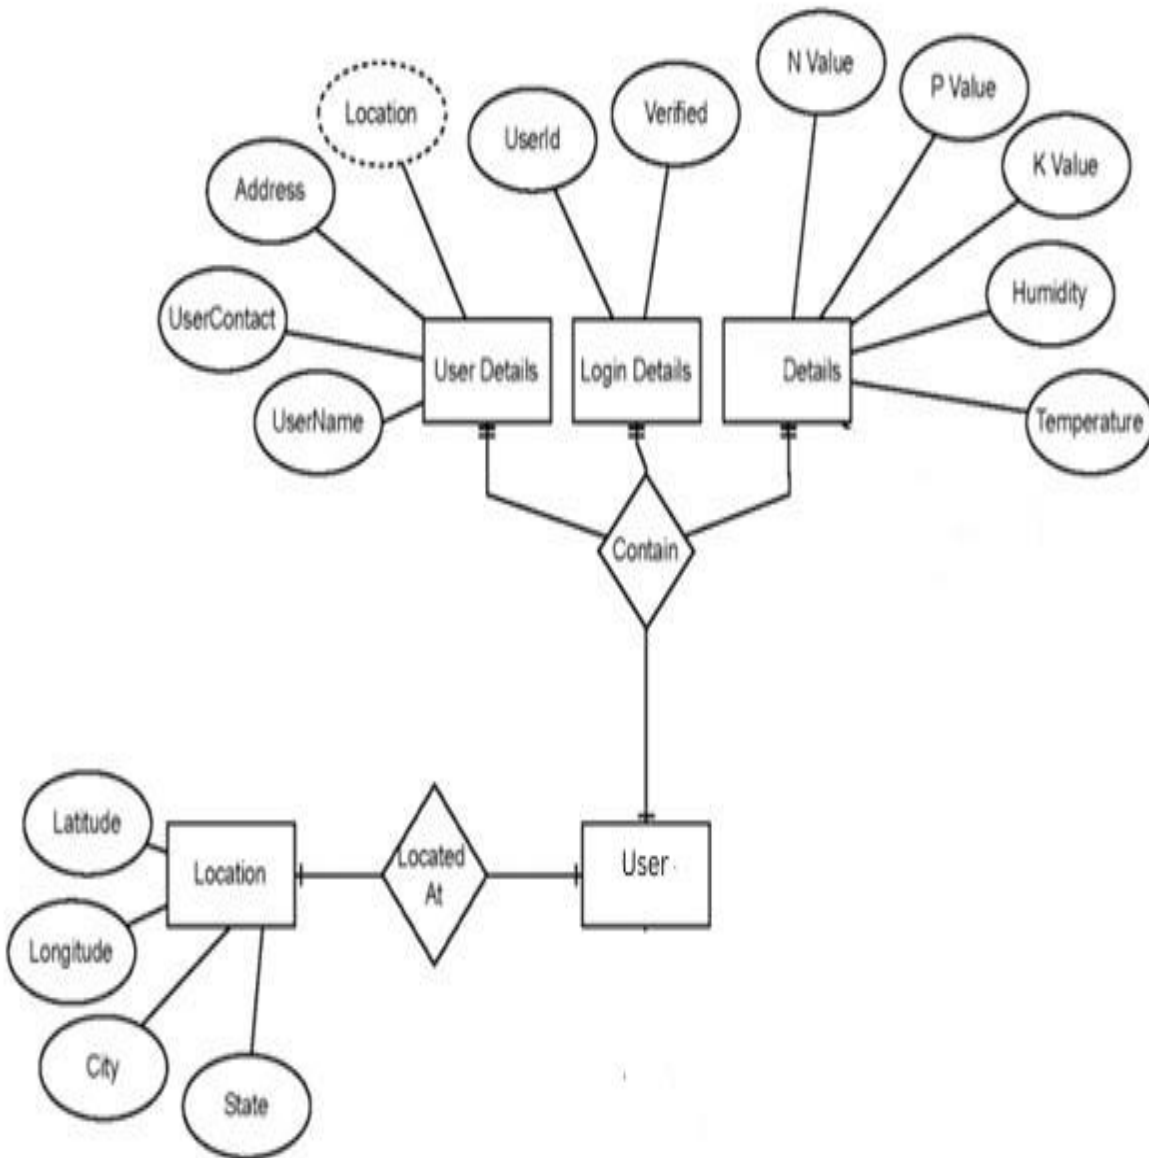 N Value
P Value
Location
Verified
UserId
K Value
Address
Humidity
UserContact
User Details
Login Details
Details
UserName
Temperature
Contain
Latitude
Located
At
User
Location
Longitude
City
State